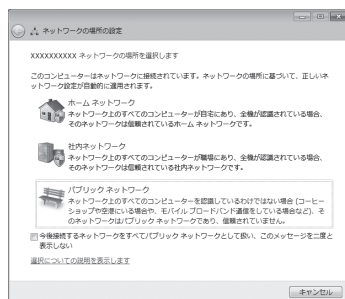 ネットワークの場所の設定
XXXXXXXXXX ネットワークの場所を選択します
このコンピューターはネットワークに接続されています。ネットワークの場所に基づいて、正しいネ
ットワーク設定が自動的に適用されます。
ホーム ネットワーク
ネットワーク上のすべてのコンピューターが自宅にあり、全機が認識されている場合、
そのネットワークは信頼されているホーム ネットワークです。
社内ネットワーク
ネットワーク上のすべてのコンピューターが職場にあり、全機が認識されている場合、
そのネットワークは信頼されている社内ネットワークです。
パブリック ネットワーク
ネットワーク上のすべてのコンピューターを認識しているわけではない場合 (コーヒー
ショップや空港にいる場合や、モバイル ブロードバンド通信をしている場合など)、そ
のネットワークはパブリック ネットワークであり、信頼されていません。
今後接続するネットワークをすべてパブリック ネットワークとして扱い、このメッセージを二度と
表示しない
選択についての説明を表示します
キャンセル